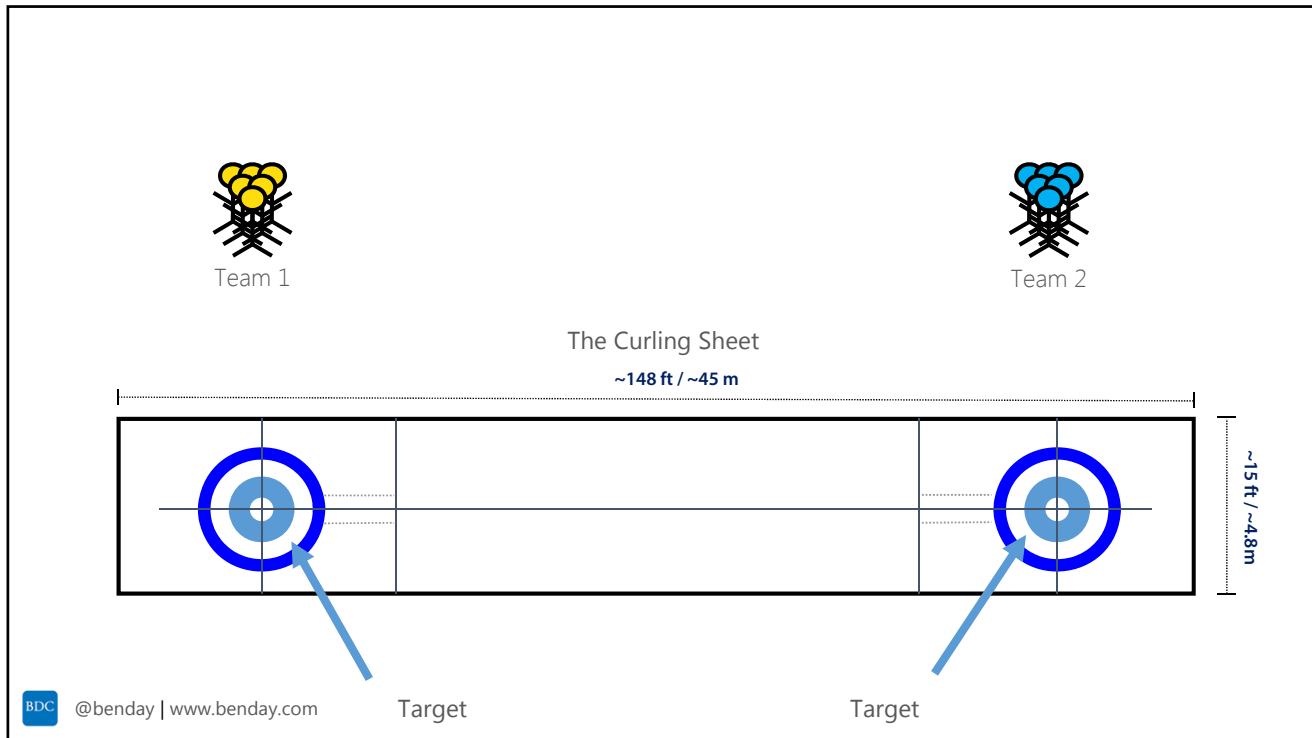 Team 1
Team 2
The Curling Sheet
~148 ft / ~45 m
~15 ft / ~4.8m
Target
Target
BDC
@benday | www.benday.com